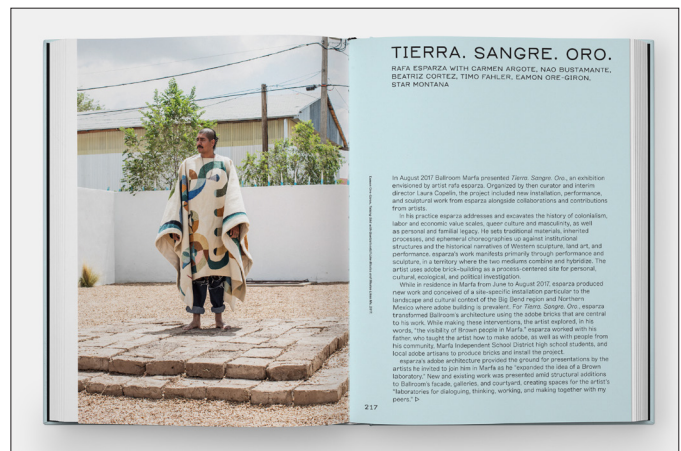 TIERRA. SANGRE. ORO.
RAFA ESPARZA WITH CARMEN ARGOTE, NAO BUSTAMANTE,
BEATRIZ CORTEZ, TIMO FAHLER, EAMON ORE-GIRON,
STAR MONTANA
In August 2017 Ballroom Marfa presented Tierra. Sangre. Oro., an exhibition
envisioned by artist rafa esparza. Organized by then curator and interim
director Laura Copelin, the project included new installation, performance,
and sculptural work from esparza alongside collaborations and contributions
from artists.
In his practice esparza addresses and excavates the history of colonialism,
labor and economic value scales, queer culture and masculinity, as well
as personal and familial legacy. He sets traditional materials, inherited
processes, and ephemeral choreographies up against institutional
structures and the historical narratives of Western sculpture, land art, and
performance. esparza's work manifests primarily through performance and
sculpture, in a territory where the two mediums combine and hybridize. The
artist uses adobe brick-building as a process-centered site for personal,
cultural, ecological, and political investigation.
While in residence in Marfa from June to August 2017, esparza produced
new work and conceived of a site-specific installation particular to the
landscape and cultural context of the Big Bend region and Northern
Mexico where adobe building is prevalent. For Tierra. Sangre. Oro., esparza
transformed Ballroom's architecture using the adobe bricks that are central
to his work. While making these interventions, the artist explored, in his
words, "the visibility of Brown people in Marfa." esparza worked with his
father, who taught the artist how to make adobe, as well as with people from
his community, Marfa Independent School District high school students, and
local adobe artisans to produce bricks and install the project.
esparza's adobe architecture provided the ground for presentations by the
artists he invited to join him in Marfa as he "expanded the idea of a Brown
laboratory." New and existing work was presented amid structural additions
to Ballroom's facade, galleries, and courtyard, creating spaces for the artist's
"laboratories for dialoguing, thinking, working, and making together with my
peers." ▷
217